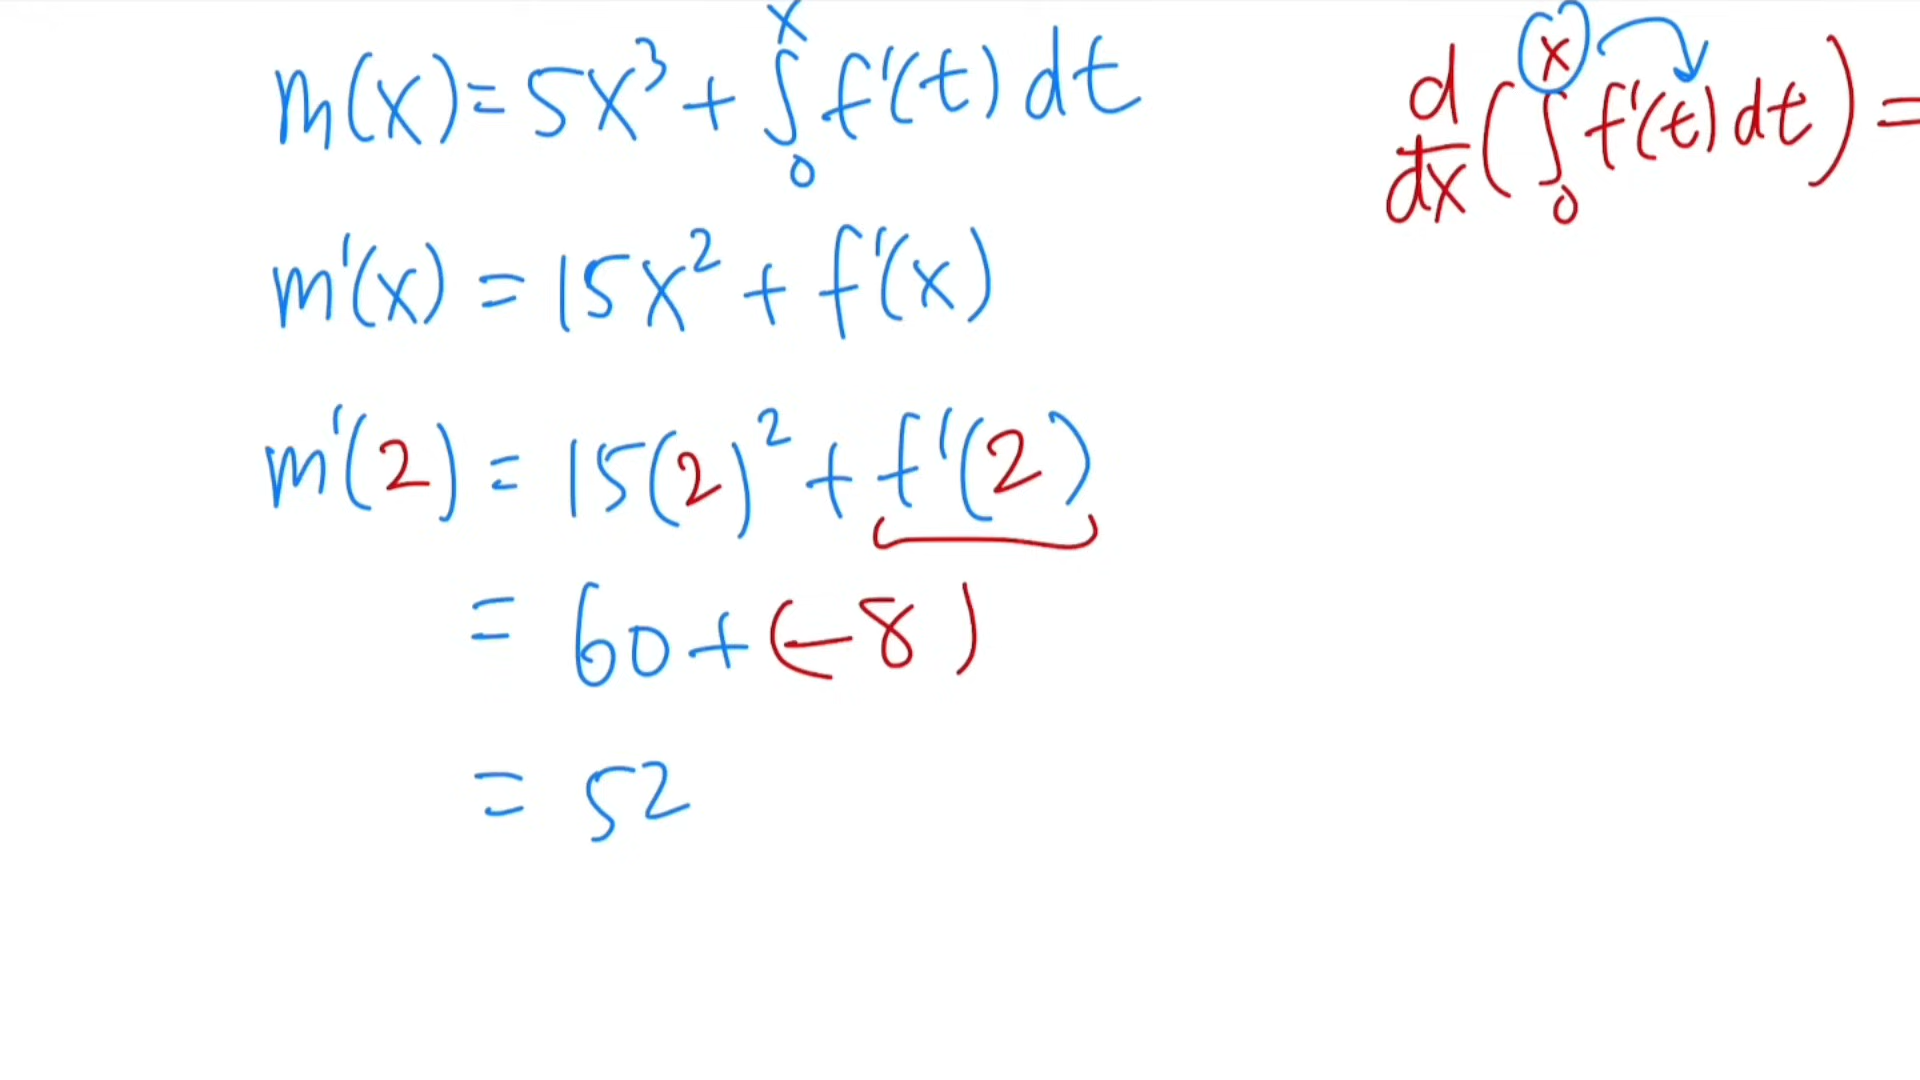 m(x) = 5x³ + ∫₀ˣ f'(t) dt
m'(x) = 15x² + f'(x)
m'(2) = 15(2)² + f'(2)
= 60 + (-8)
= 52
d/dx (∫₀ˣ f'(t) dt) =